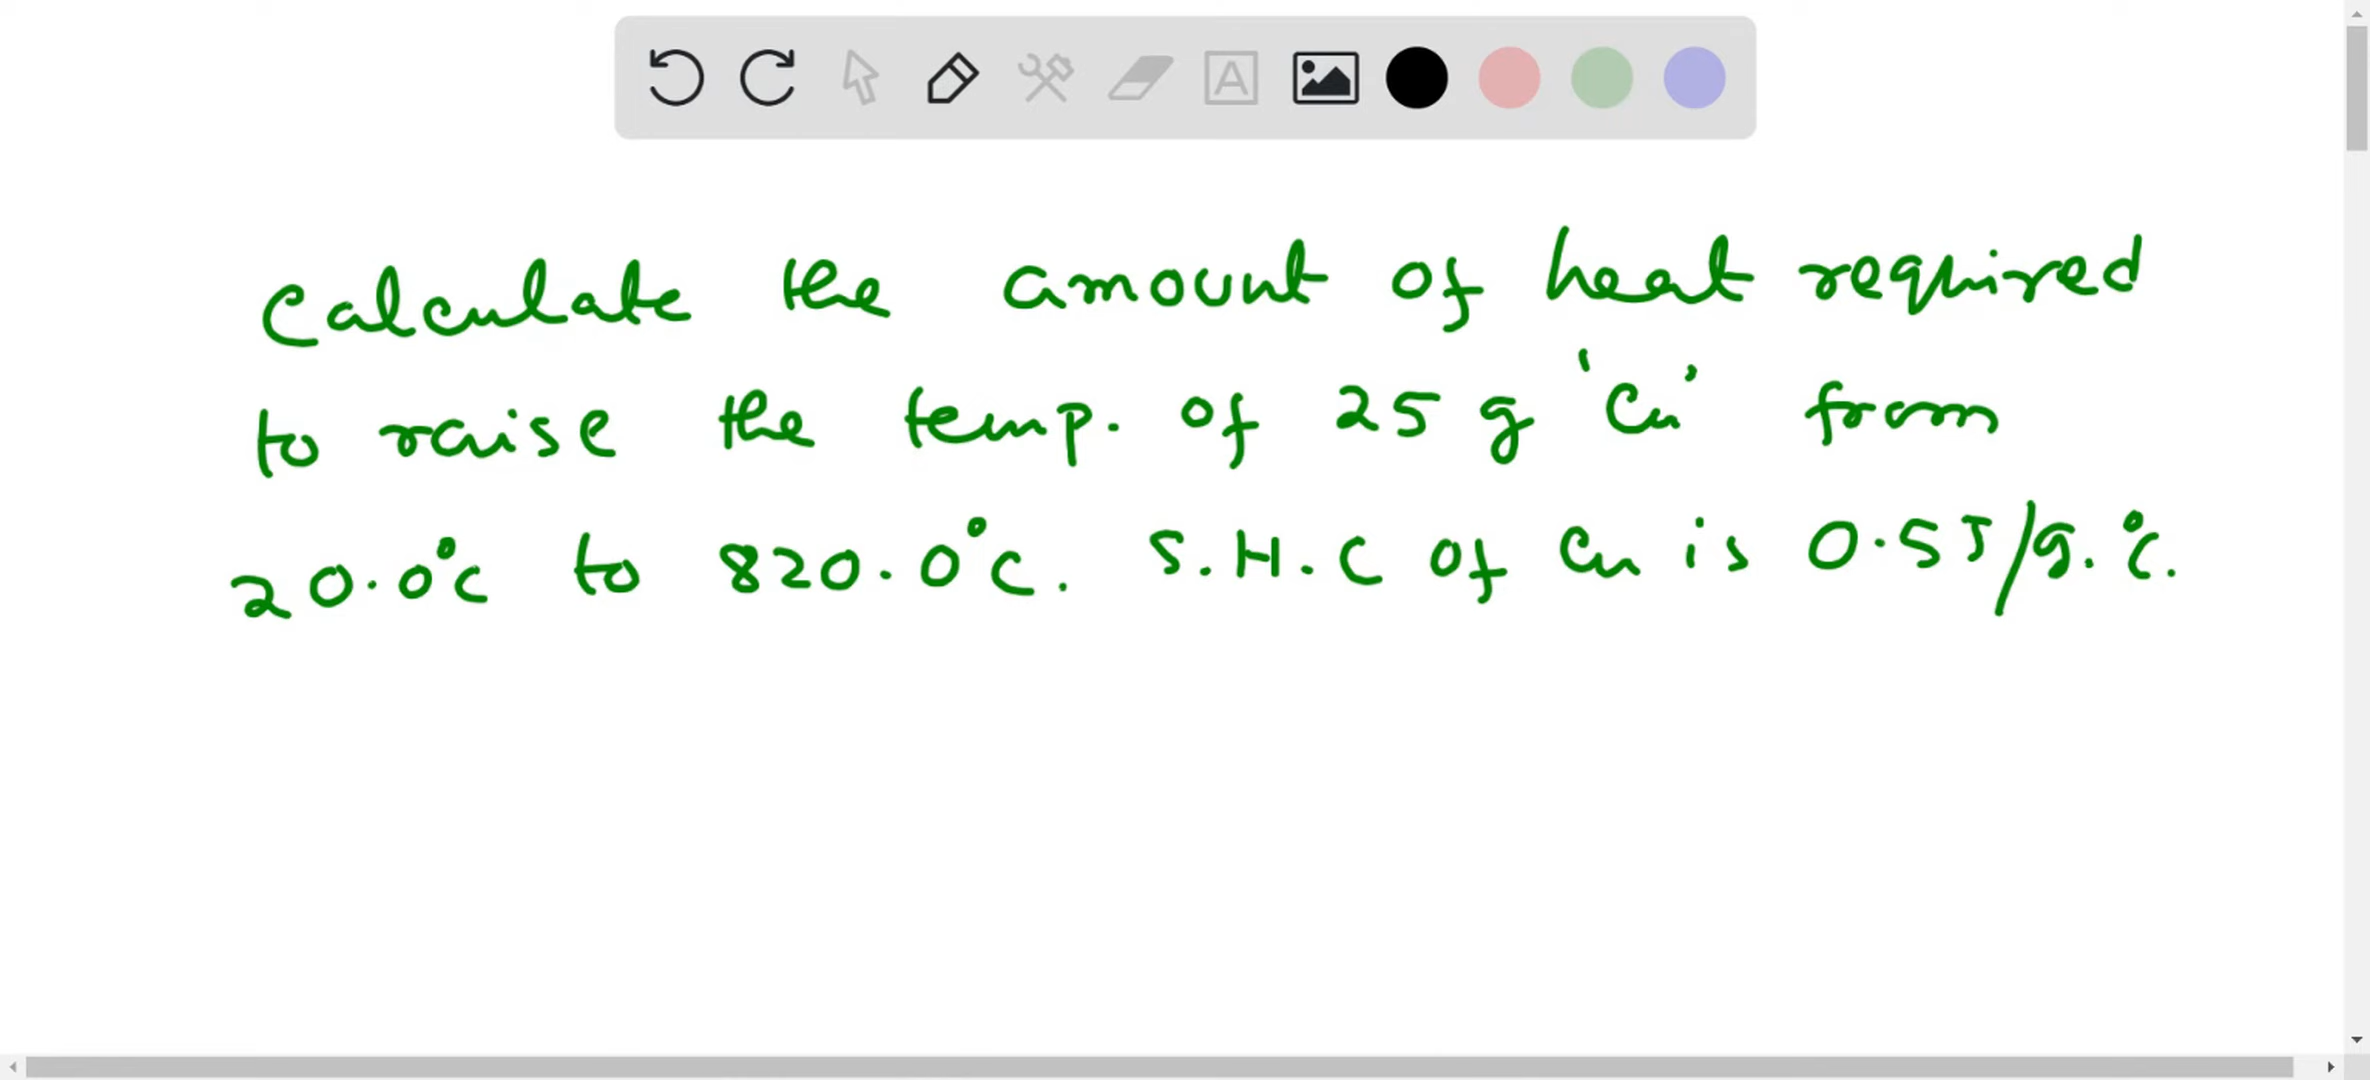 A
Calculate the amount of heat required
to raise the temp. of 25 g 'Cu' from
20.0°C to 820.0°C. S.H.C of Cu is 0.5J/g.°C.